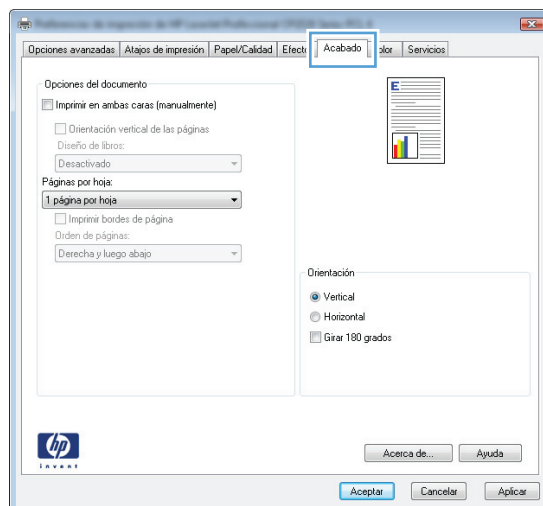 Opciones avanzadas Atajos de impresión Papel/Calidad Acabado Servicios
Opciones del documento
Imprimir en ambas caras (manualmente)
Orientación vertical de las páginas
Diseño de libros:
Desactivado
Páginas por hoja:
1 página por hoja
Imprimir bordes de página
Orden de páginas:
Derecha y luego abajo
E
Orientación
Vertical
Horizontal
Girar 180 grados
hp
invent
Acerca de... Ayuda
Aceptar Cancelar Aplicar